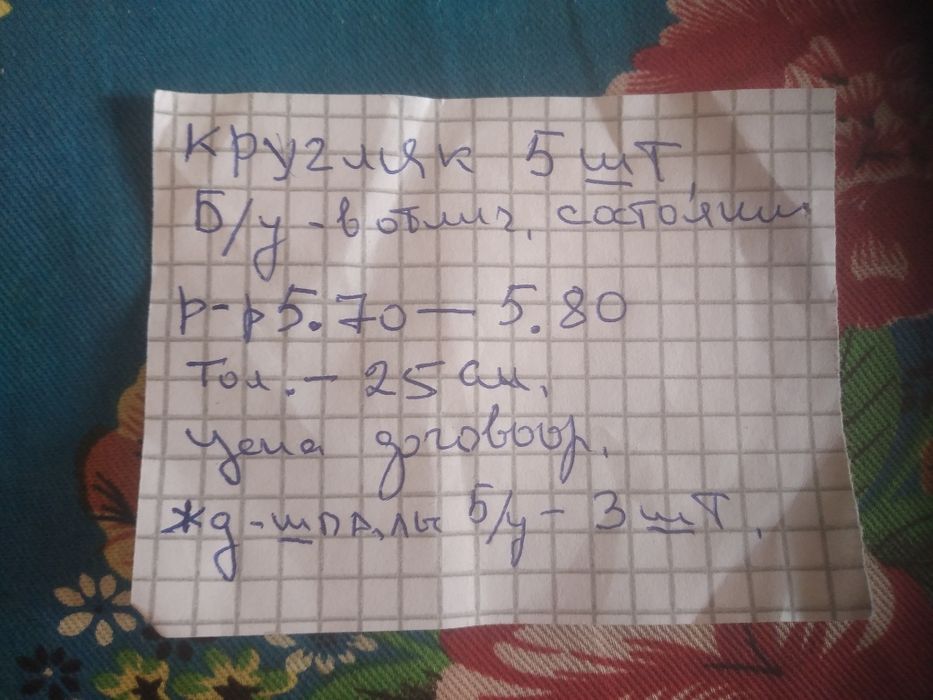 Кругляк 5 шт.
Б/у - в отлич. состоянии
р-р 5.70 — 5.80
Тол. - 25 см.
Цена договор.
Жд - шпалы б/у - 3 шт.